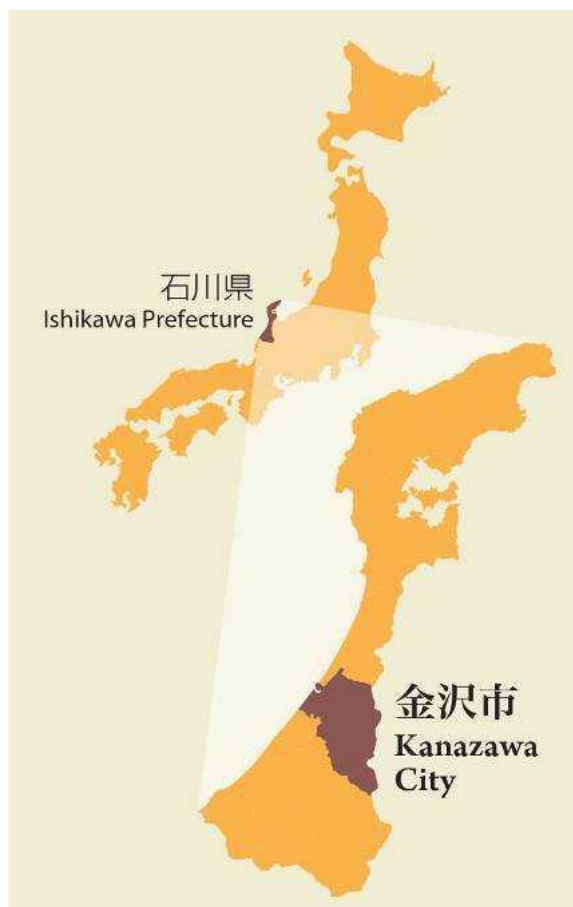 石川県
Ishikawa Prefecture
金沢市
Kanazawa
City